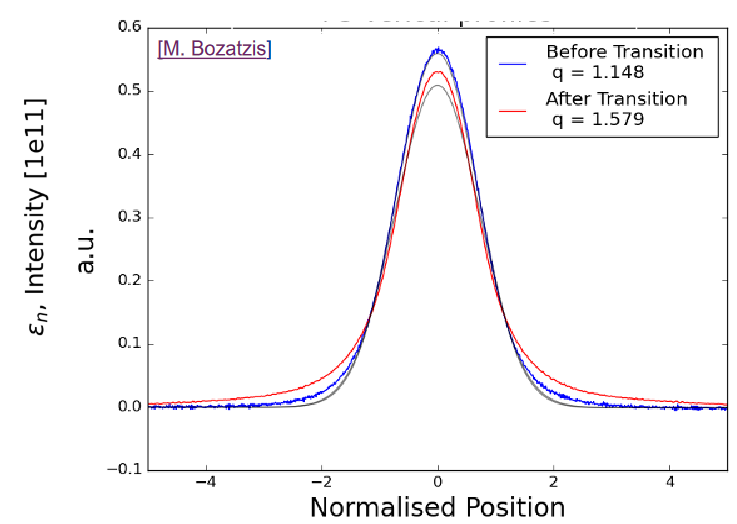 0.6
[M. Bozatzis]
Before Transition
q = 1.148
After Transition
q = 1.579
0.5
0.4
0.3
0.2
0.1
0.0
−0.1
εn, Intensity [1e11]
a.u.
−4 −2 0 2 4
Normalised Position